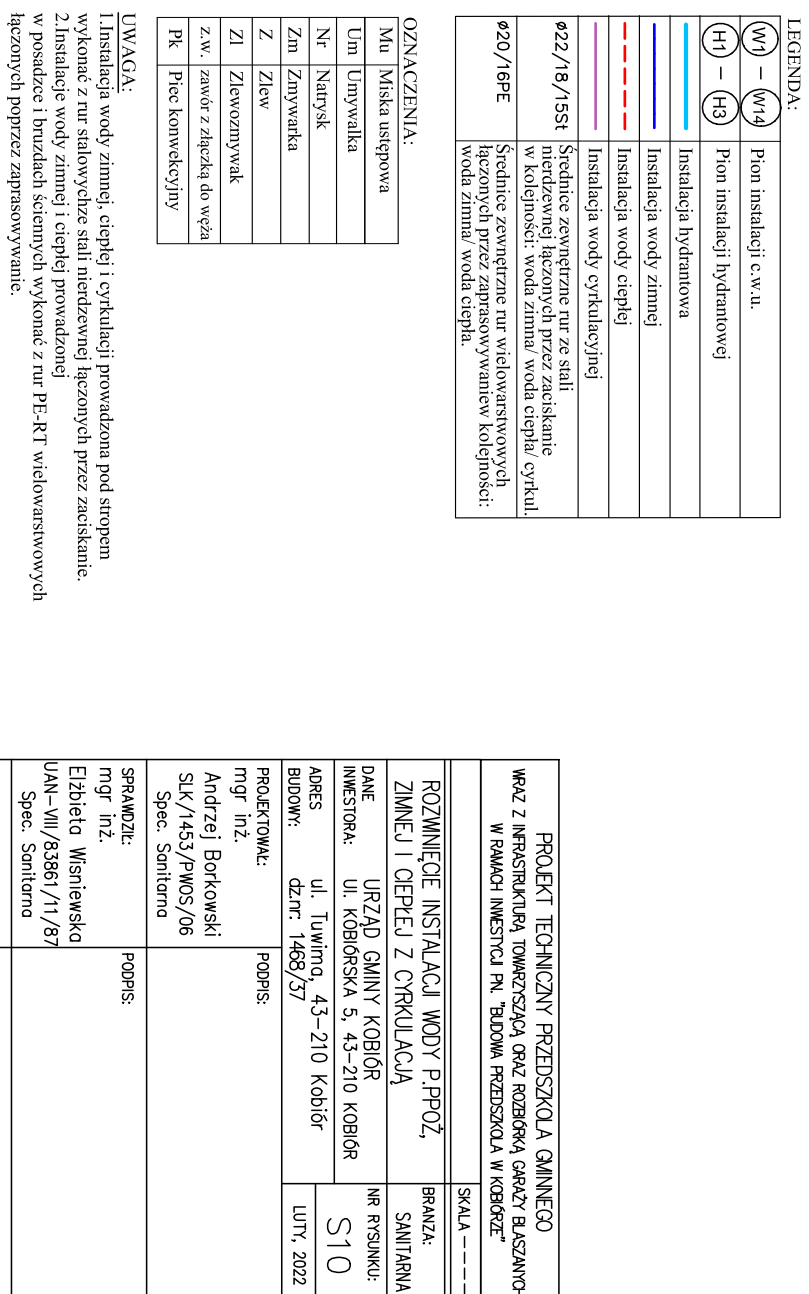 LEGENDA:
W1 – W14 Pion instalacji c.w.u.
H1 – H3 Pion instalacji hydrantowej
Instalacja hydrantowa
Instalacja wody zimnej
Instalacja wody ciepłej
Instalacja wody cyrkulacyjnej
ø22/18/15St Średnice zewnętrzne rur ze stali
nierdzewnej łączonych przez zaciskanie
w kolejności: woda zimna/ woda ciepła/ cyrkul.
ø20/16PE Średnice zewnętrzne rur wielowarstwowych
łączonych przez zaprasowywaniew kolejności:
woda zimna/ woda ciepła.
OZNACZENIA:
Mu Miska ustępowa
Um Umywalka
Nr Natrysk
Zm Zmywarka
Z Zlew
Zl Zlewozmywak
z.w. zawór z złączką do węża
Pk Piec konwekcyjny
UWAGA:
1.Instalacja wody zimnej, ciepłej i cyrkulacji prowadzona pod stropem
wykonać z rur stalowychze stali nierdzewnej łączonych przez zaciskanie.
2.Instalacje wody zimnej i ciepłej prowadzonej
w posadzce i bruzdach ściennych wykonać z rur PE-RT wielowarstwowych
łączonych poprzez zaprasowywanie.
PROJEKT TECHNICZNY PRZEDSZKOLA GMINNEGO
WRAZ Z INFRASTRUKTURĄ TOWARZYSZĄCĄ ORAZ ROZBIÓRKĄ GARAŻY BLASZANYCH
W RAMACH INWESTYCJI PN. "BUDOWA PRZEDSZKOLA W KOBIÓRZE"
SKALA ----
ROZWINIĘCIE INSTALACJI WODY P.PPOŻ,
ZIMNEJ I CIEPŁEJ Z CYRKULACJĄ
BRANZA:
SANITARNA
DANE
INWESTORA:
URZĄD GMINY KOBIÓR
Ul. KOBIÓRSKA 5, 43-210 KOBIÓR
NR RYSUNKU:
S10
ADRES
BUDOWY:
ul. Tuwima, 43-210 Kobiór
dz.nr: 1468/37
LUTY, 2022
PROJEKTOWAŁ:
mgr inż.
Andrzej Borkowski
SLK/1453/PWOS/06
Spec. Sanitarna
PODPIS:
SPRAWDZIŁ:
mgr inż.
Elżbieta Wisniewska
UAN-VIII/83861/11/87
Spec. Sanitarna
PODPIS: